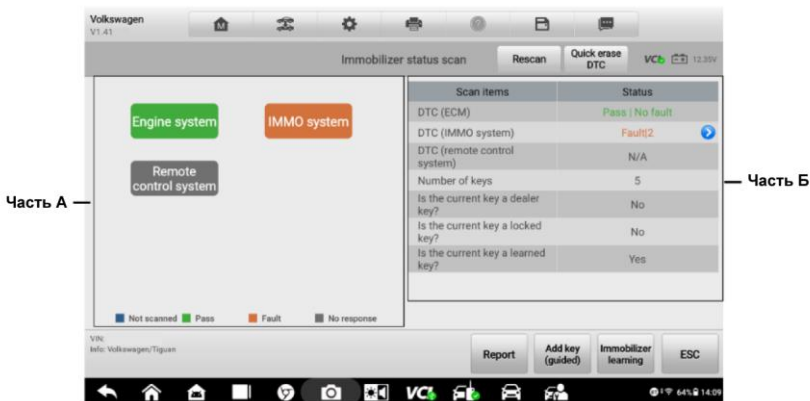 Volkswagen
V1.41
Immobilizer status scan
Rescan
Quick erase
DTC
VCI
12.35V
Engine system
IMMO system
Remote
control system
Not scanned
Pass
Fault
No response
Часть А
Scan items
Status
DTC (ECM)
Pass | No fault
DTC (IMMO system)
Fault|2
DTC (remote control
system)
N/A
Number of keys
5
Is the current key a dealer
key?
No
Is the current key a locked
key?
No
Is the current key a learned
key?
Yes
Часть Б
VIN:
Info: Volkswagen/Tiguan
Report
Add key
(guided)
Immobilizer
learning
ESC
VCI
64%
14:09